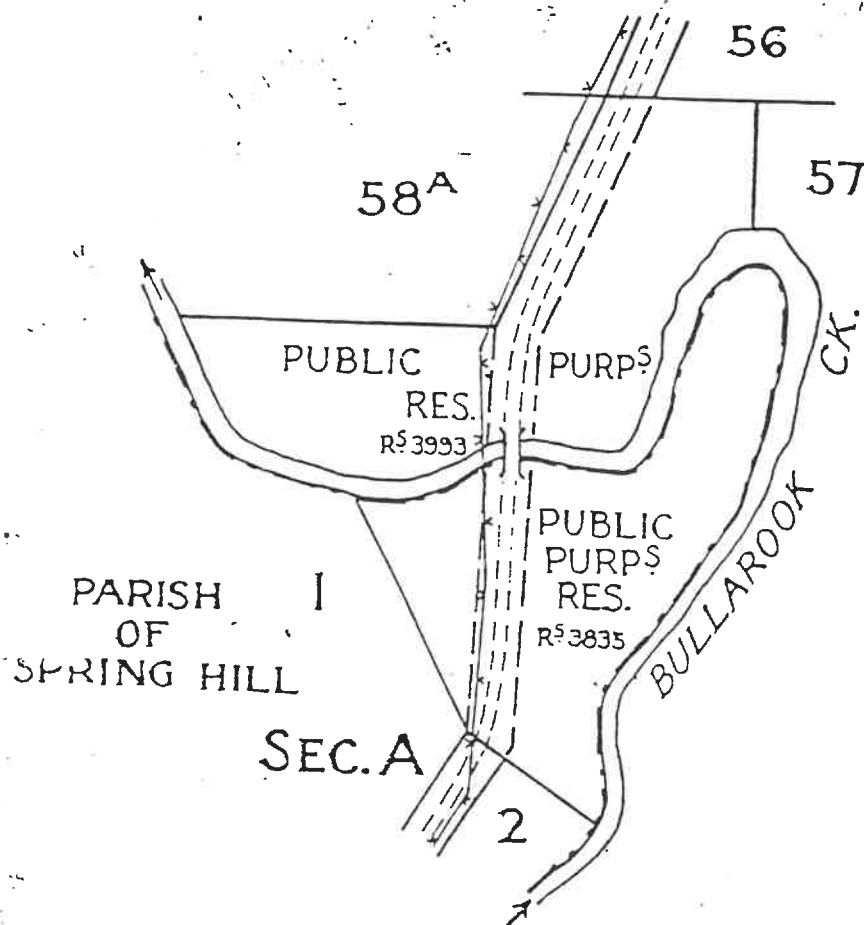 56
57
58A
PUBLIC PURPS
RES.
RS 3993
CK.
BULLAROOK
PUBLIC
PURPS
RES.
RS 3835
PARISH
OF
SPRING HILL
1
SEC. A
2